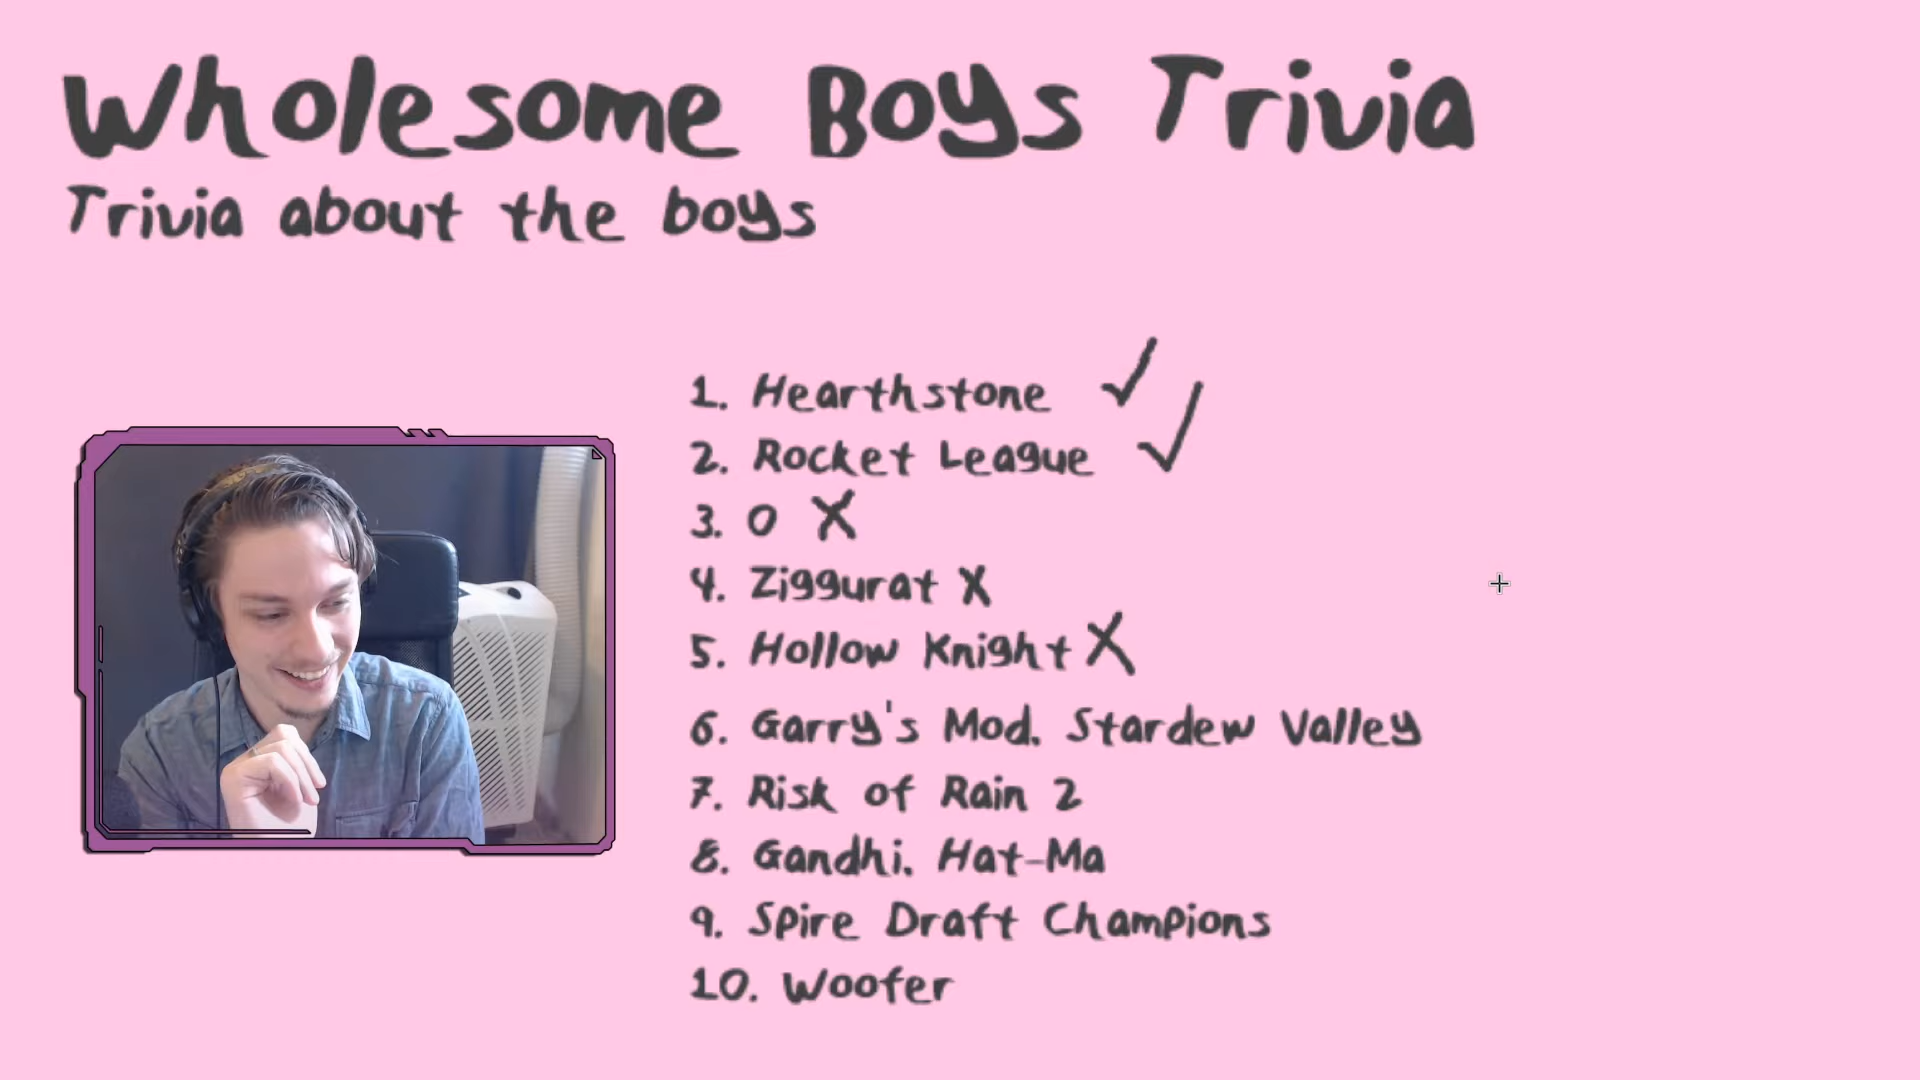 Wholesome Boys Trivia
Trivia about the boys
1. Hearthstone ✓
2. Rocket League ✓
3. 0 X
4. Ziggurat X
5. Hollow Knight X
6. Garry's Mod. Stardew Valley
7. Risk of Rain 2
8. Gandhi. Hat-Ma
9. Spire Draft Champions
10. Woofer